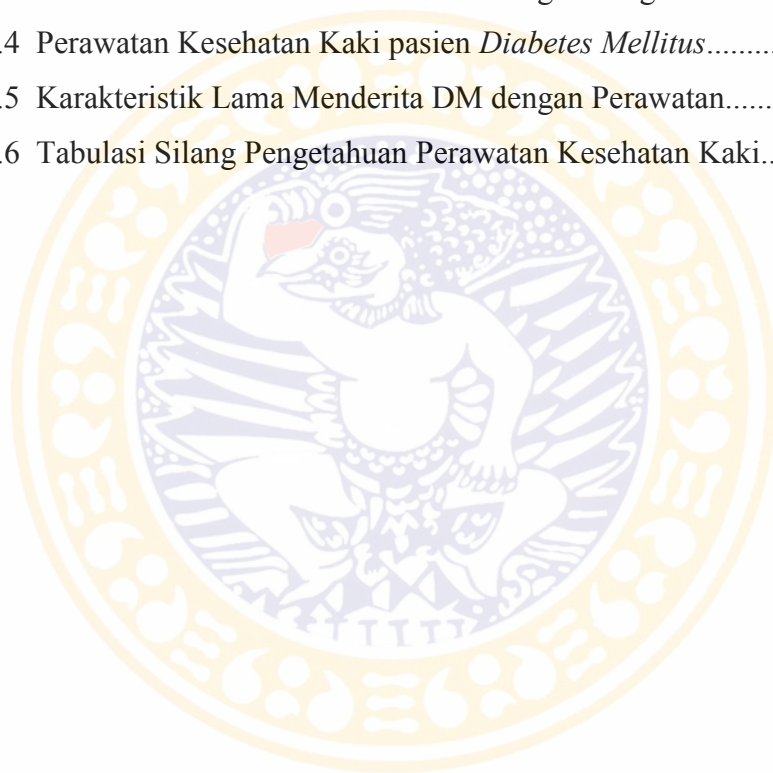 .4 Perawatan Kesehatan Kaki pasien Diabetes Mellitus.........
.5 Karakteristik Lama Menderita DM dengan Perawatan......
.6 Tabulasi Silang Pengetahuan Perawatan Kesehatan Kaki..